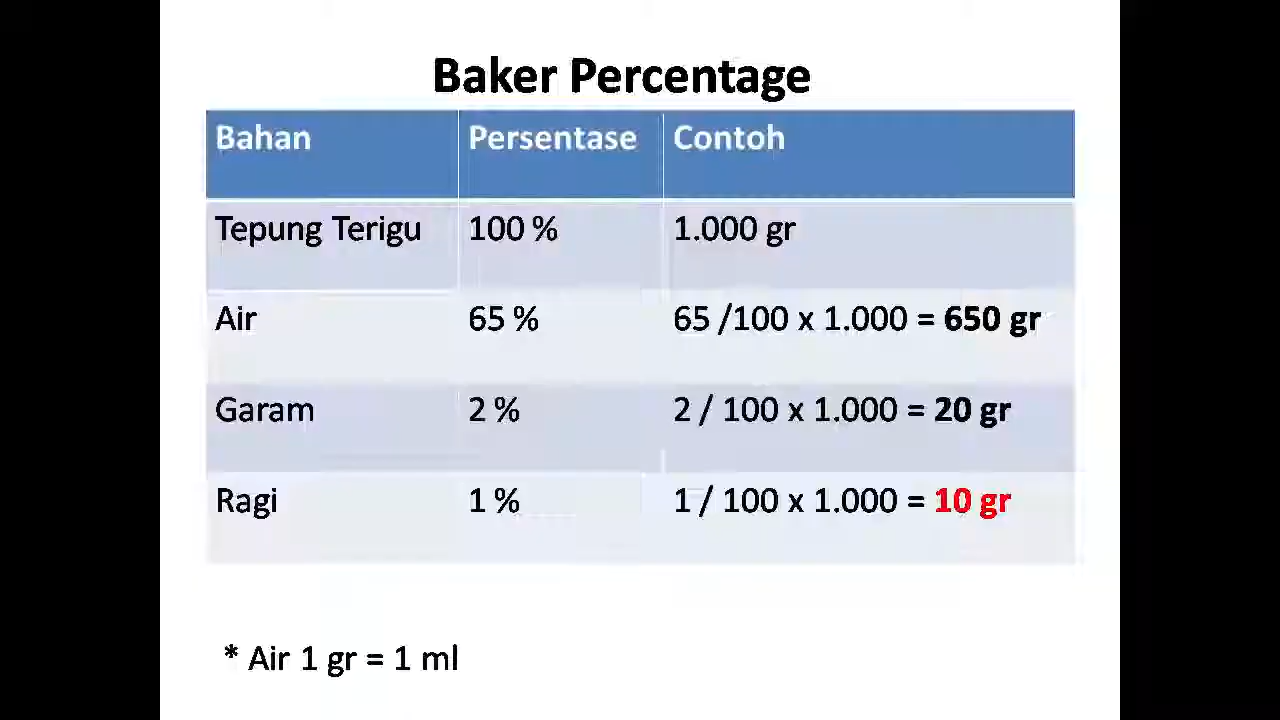 Baker Percentage
Bahan Persentase Contoh
Tepung Terigu 100 % 1.000 gr
Air 65 % 65 /100 x 1.000 = 650 gr
Garam 2 % 2 / 100 x 1.000 = 20 gr
Ragi 1 % 1 / 100 x 1.000 = 10 gr
* Air 1 gr = 1 ml